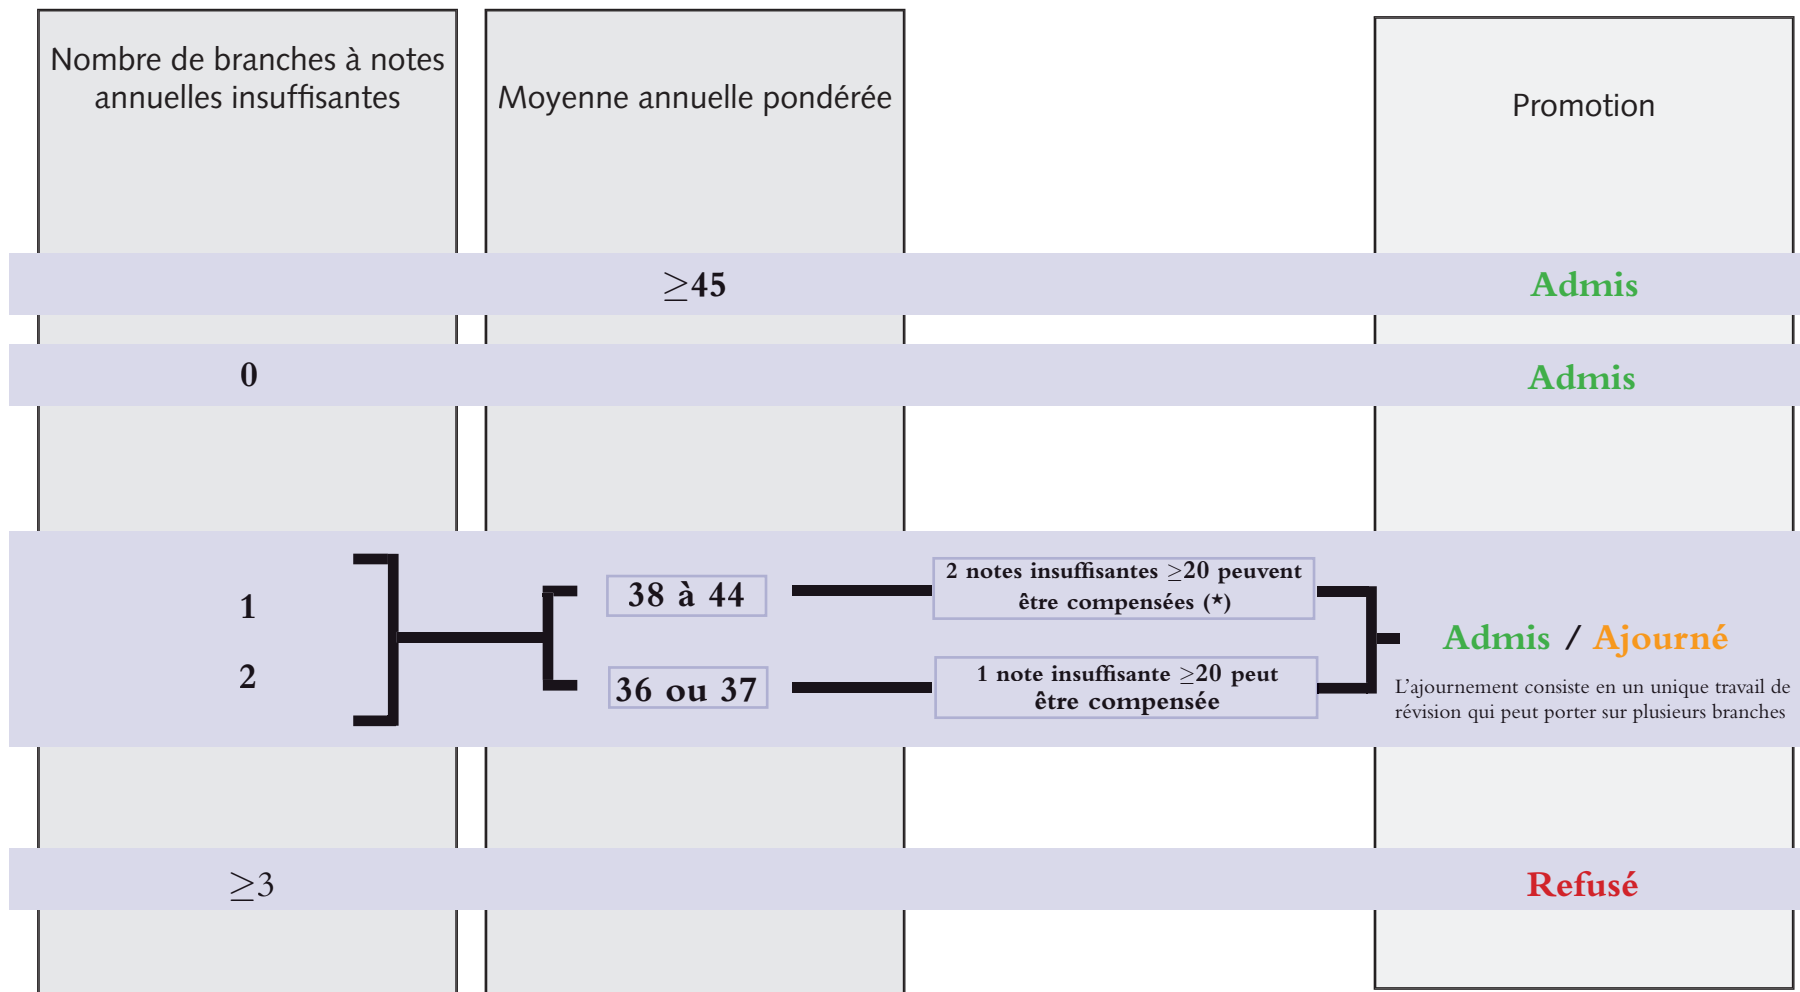 Nombre de branches à notes
annuelles insuffisantes
Moyenne annuelle pondérée
Promotion
≥45
Admis
0
Admis
1
2
38 à 44
2 notes insuffisantes ≥20 peuvent
être compensées (★)
36 ou 37
1 note insuffisante ≥20 peut
être compensée
Admis / Ajourné
L'ajournement consiste en un unique travail de
révision qui peut porter sur plusieurs branches
≥3
Refusé